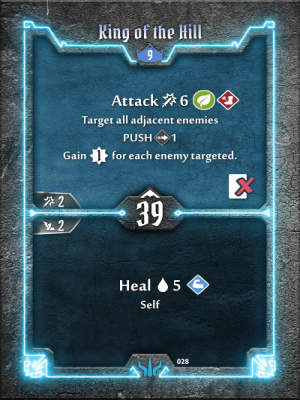 King of the Hill
9
Attack 6
Target all adjacent enemies
PUSH 1
Gain 1 for each enemy targeted.
2
39
2
Heal 5
Self
028